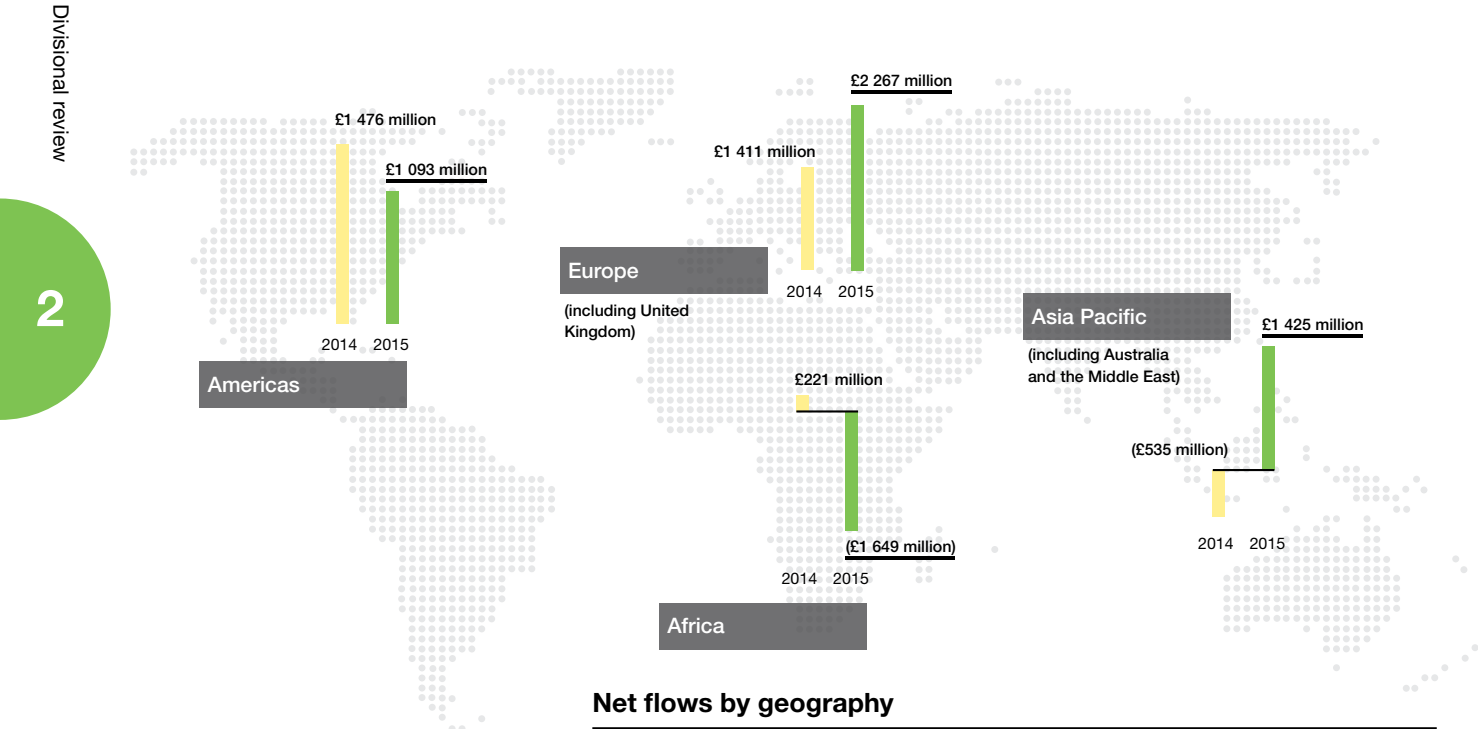 Divisional review
2
£1 476 million
£1 093 million
2014 2015
Americas
£1 411 million
£2 267 million
2014 2015
Europe
(including United
Kingdom)
£221 million
(£1 649 million)
2014 2015
Africa
Asia Pacific
(including Australia
and the Middle East)
(£535 million)
£1 425 million
2014 2015
Net flows by geography